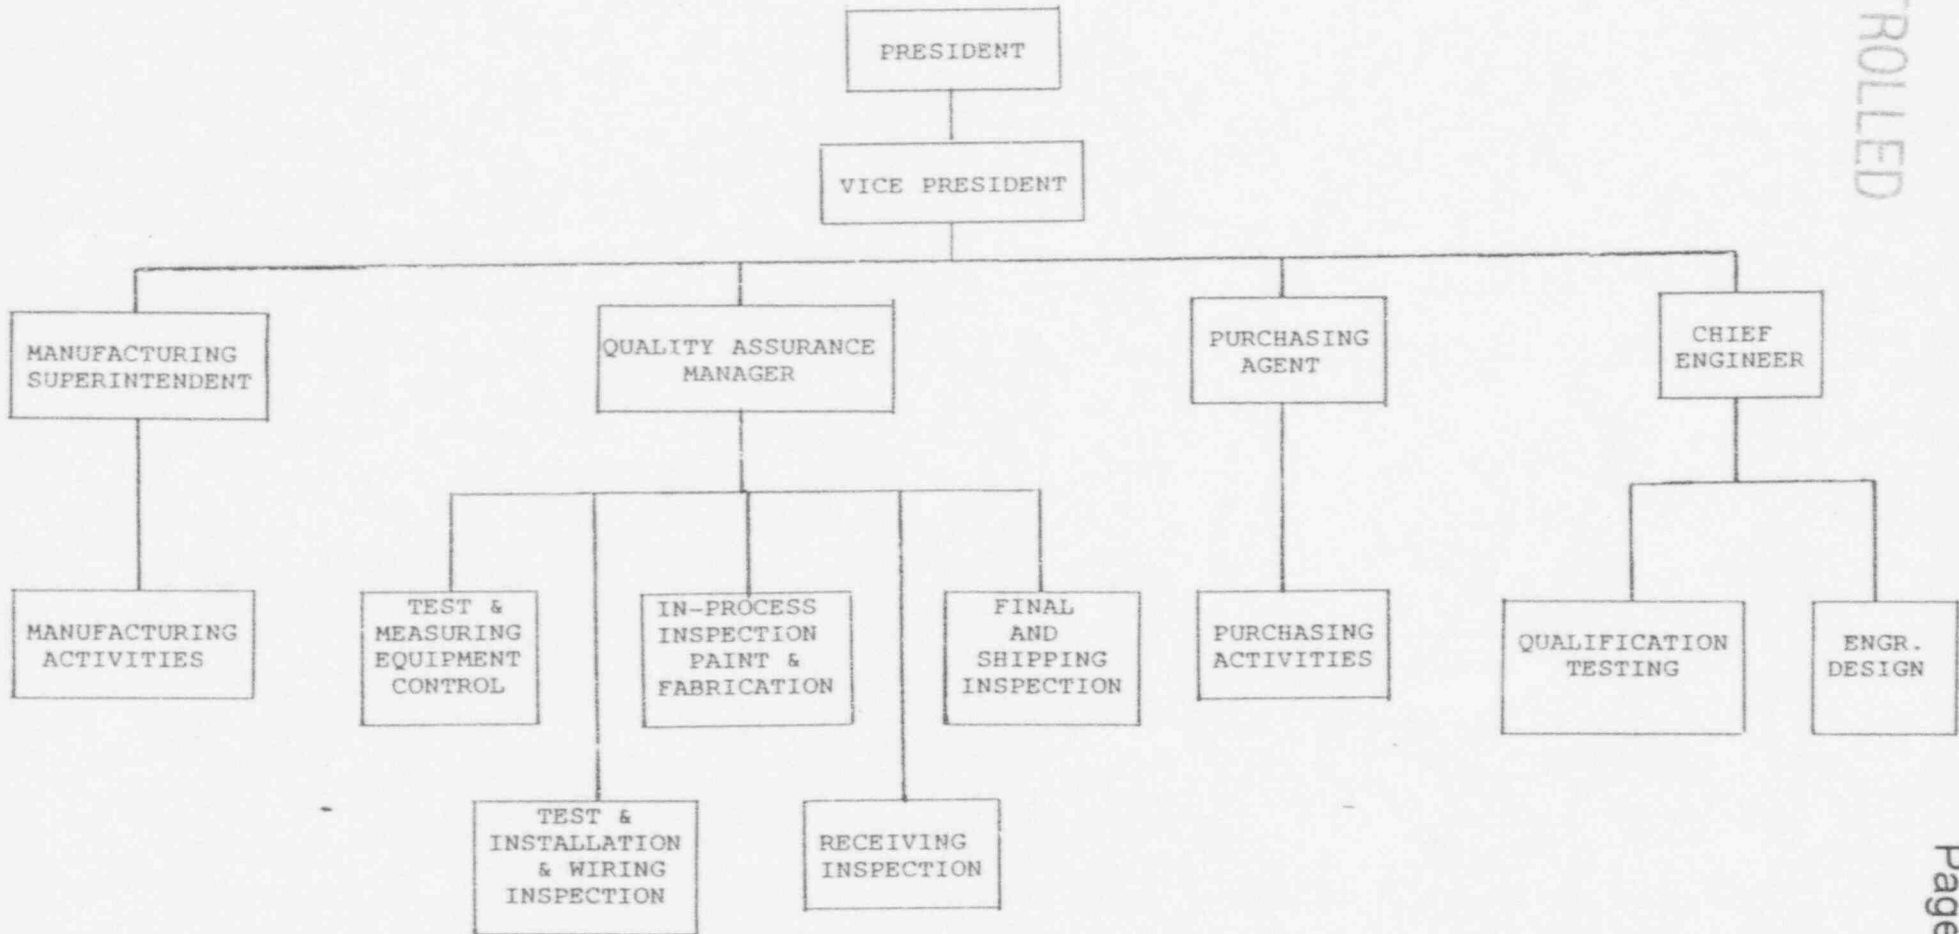 PRESIDENT
VICE PRESIDENT
MANUFACTURING
SUPERINTENDENT
QUALITY ASSURANCE
MANAGER
PURCHASING
AGENT
CHIEF
ENGINEER
MANUFACTURING
ACTIVITIES
TEST &
MEASURING
EQUIPMENT
CONTROL
IN-PROCESS
INSPECTION
PAINT &
FABRICATION
FINAL
AND
SHIPPING
INSPECTION
PURCHASING
ACTIVITIES
QUALIFICATION
TESTING
ENGR.
DESIGN
TEST &
INSTALLATION
& WIRING
INSPECTION
RECEIVING
INSPECTION
TROLLED
Page